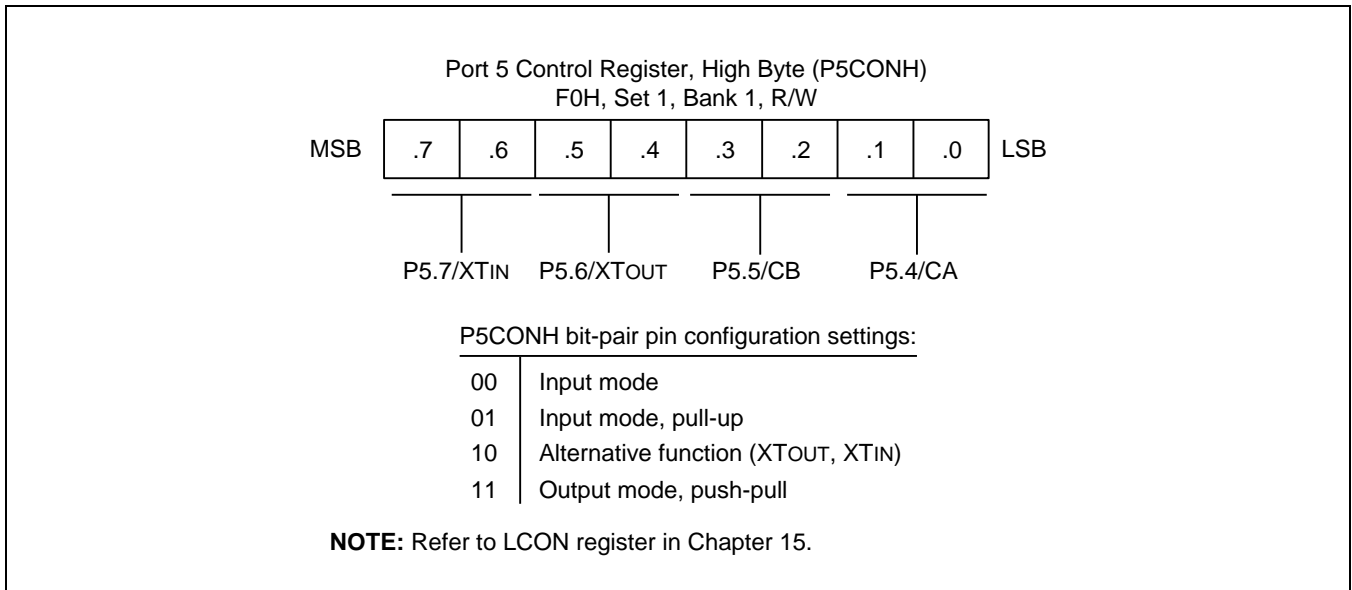 Port 5 Control Register, High Byte (P5CONH)
F0H, Set 1, Bank 1, R/W
MSB .7 .6 .5 .4 .3 .2 .1 .0 LSB
P5.7/XTIN P5.6/XTOUT P5.5/CB P5.4/CA
P5CONH bit-pair pin configuration settings:
00 Input mode
01 Input mode, pull-up
10 Alternative function (XTOUT, XTIN)
11 Output mode, push-pull
NOTE: Refer to LCON register in Chapter 15.